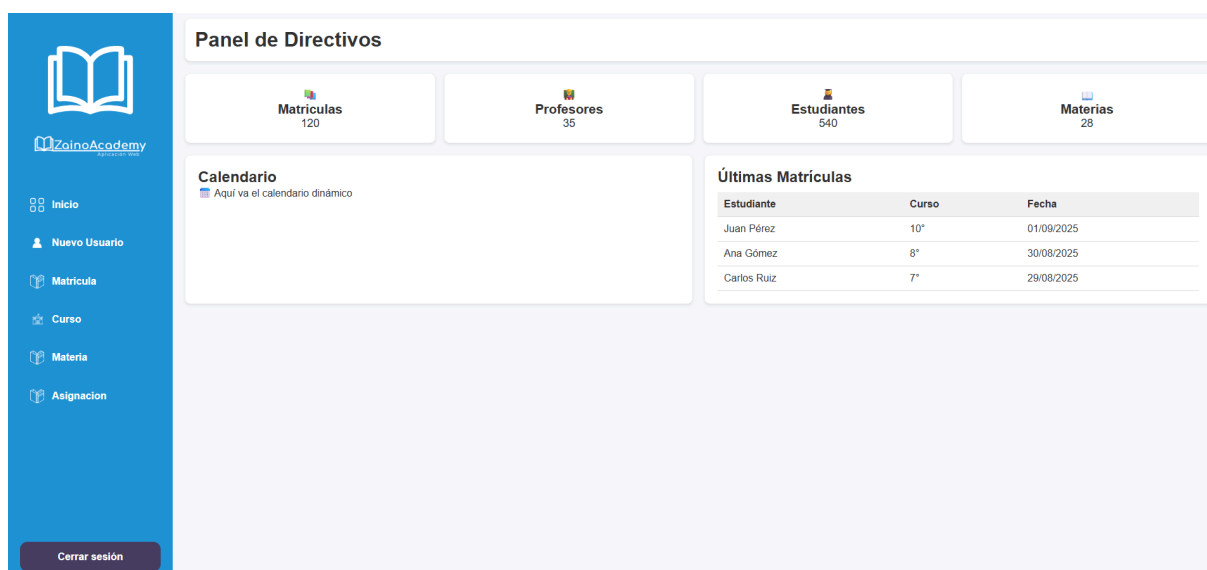 ZainoAcademy
Aplicación Web
Inicio
Nuevo Usuario
Matricula
Curso
Materia
Asignacion
Cerrar sesión
Panel de Directivos
Matriculas
120
Profesores
35
Estudiantes
540
Materias
28
Calendario
Aquí va el calendario dinámico
Últimas Matrículas
Estudiante Curso Fecha
Juan Pérez 10° 01/09/2025
Ana Gómez 8° 30/08/2025
Carlos Ruiz 7° 29/08/2025